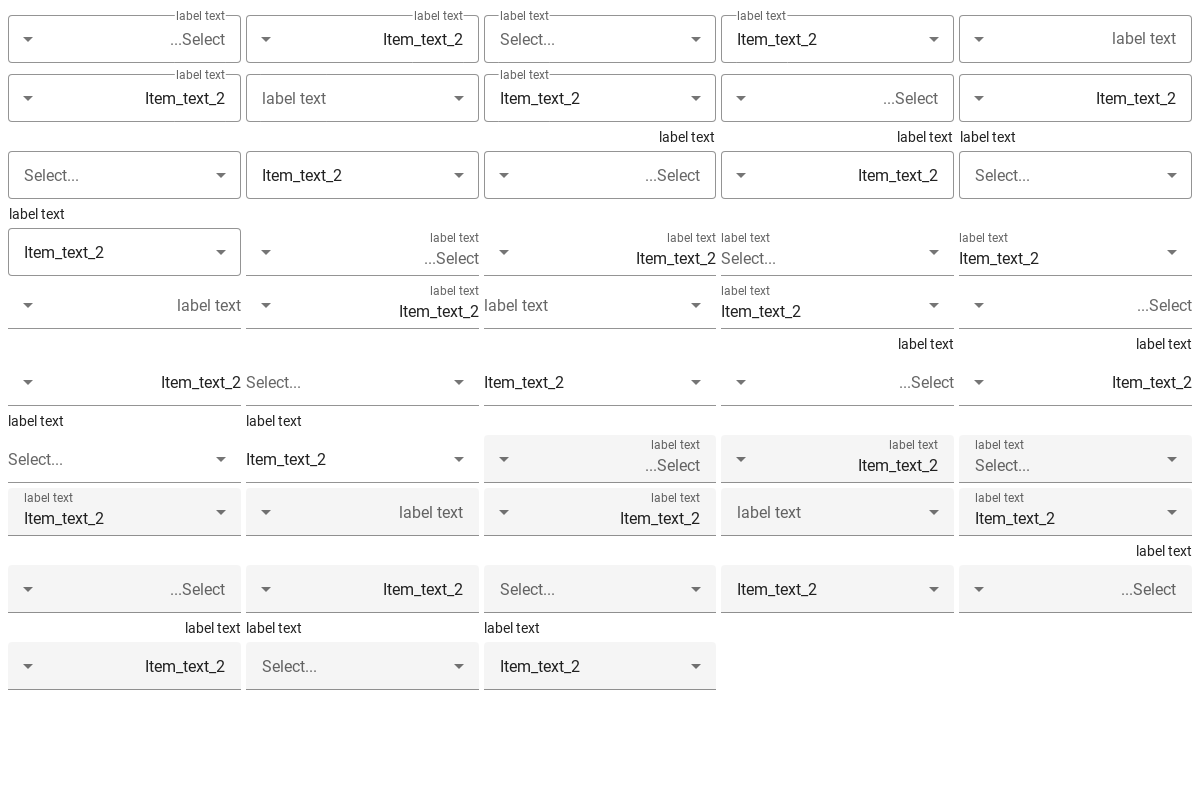 label text label text label text label text
...Select Item_text_2 Select... Item_text_2 label text
label text label text
Item_text_2 label text Item_text_2 ...Select Item_text_2
label text label text label text
Select... Item_text_2 ...Select Item_text_2 Select...
label text
label text label text label text label text
Item_text_2 ...Select Item_text_2 Select... Item_text_2
label text label text
label text Item_text_2 label text Item_text_2 ...Select
label text label text
Item_text_2 Select... Item_text_2 ...Select Item_text_2
label text label text
label text label text label text
Select... Item_text_2 ...Select Item_text_2 Select...
label text label text label text
Item_text_2 label text Item_text_2 label text Item_text_2
label text
...Select Item_text_2 Select... Item_text_2 ...Select
label text label text label text
Item_text_2 Select... Item_text_2